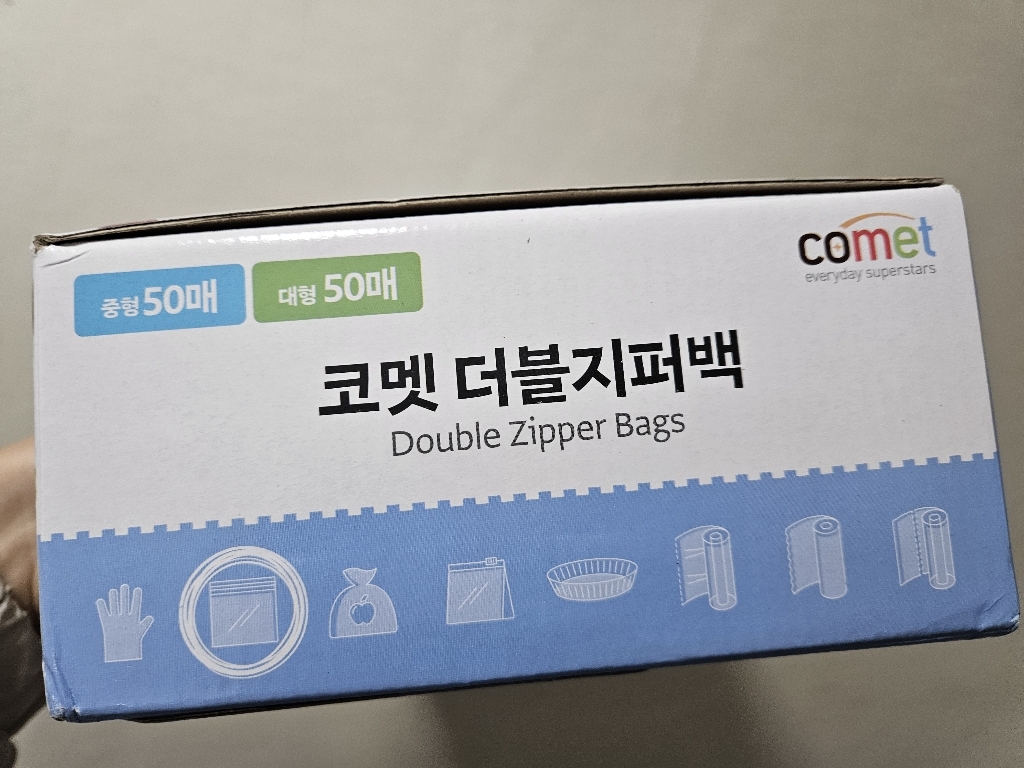 comet
everyday superstars
중형 50매
대형 50매
코멧 더블지퍼백
Double Zipper Bags